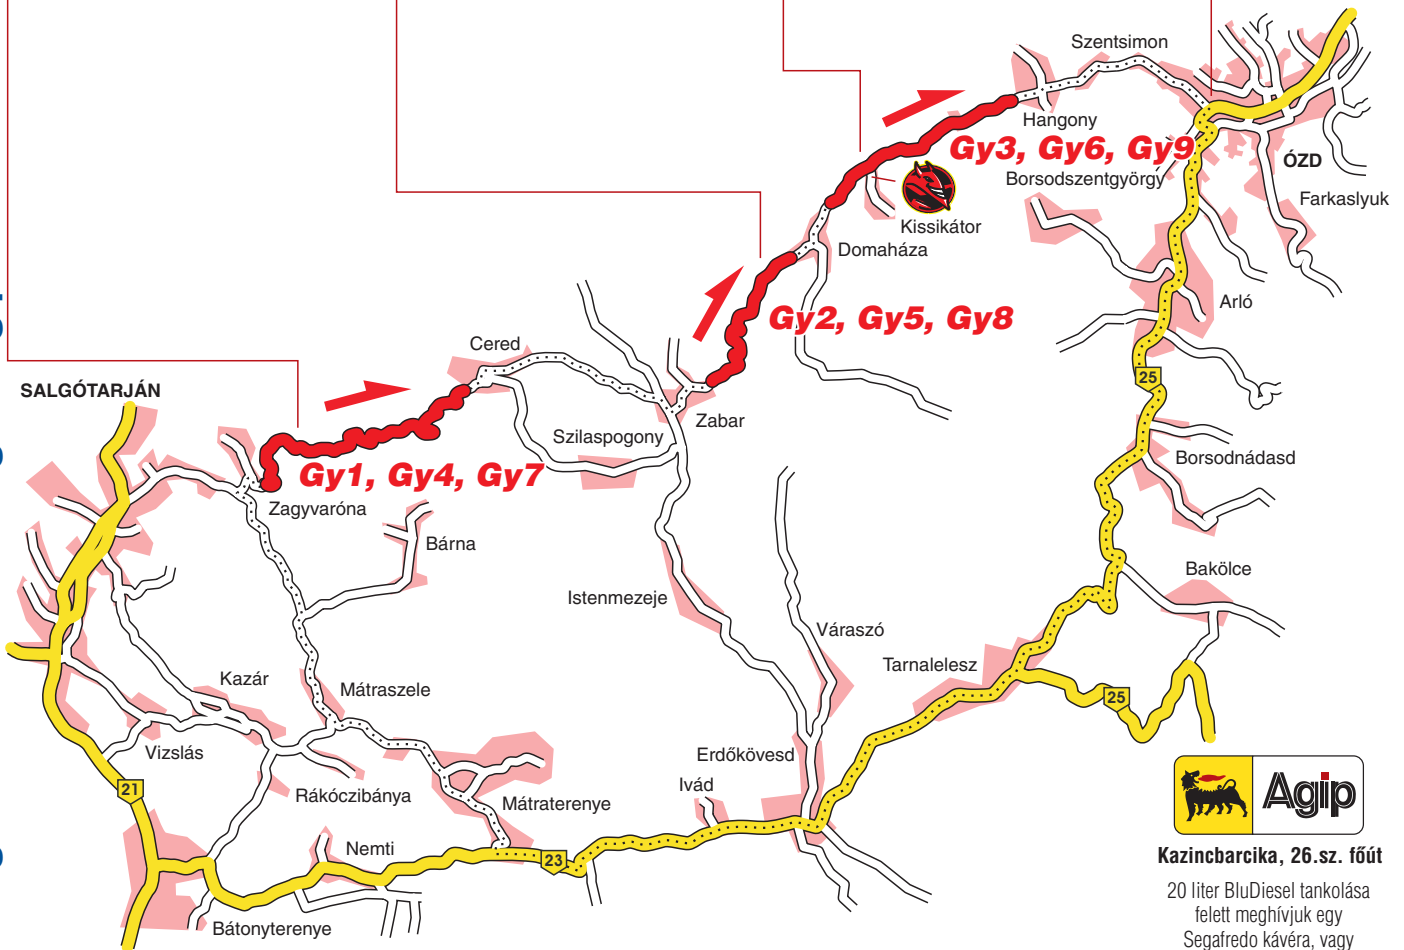 Szentsimon
Hangony
Gy3, Gy6, Gy9
ÓZD
Borsodszentgyörgy
Farkaslyuk
Kissikátor
Domaháza
Arló
Gy2, Gy5, Gy8
Cered
25
SALGÓTARJÁN
Zabar
Szilaspogony
Borsodnádasd
Gy1, Gy4, Gy7
Zagyvaróna
Bárna
Bakölce
Istenmezeje
Váraszó
Tarnalelesz
Kazár
Mátraszele
25
Vizslás
Erdőkövesd
Ivád
21
Rákóczibánya
Mátraterenye
Agip
Nemti
23
Kazincbarcika, 26.sz. főút
20 liter BluDiesel tankolása
felett meghívjuk egy
Bátonyterenye
Segafredo kávéra, vagy